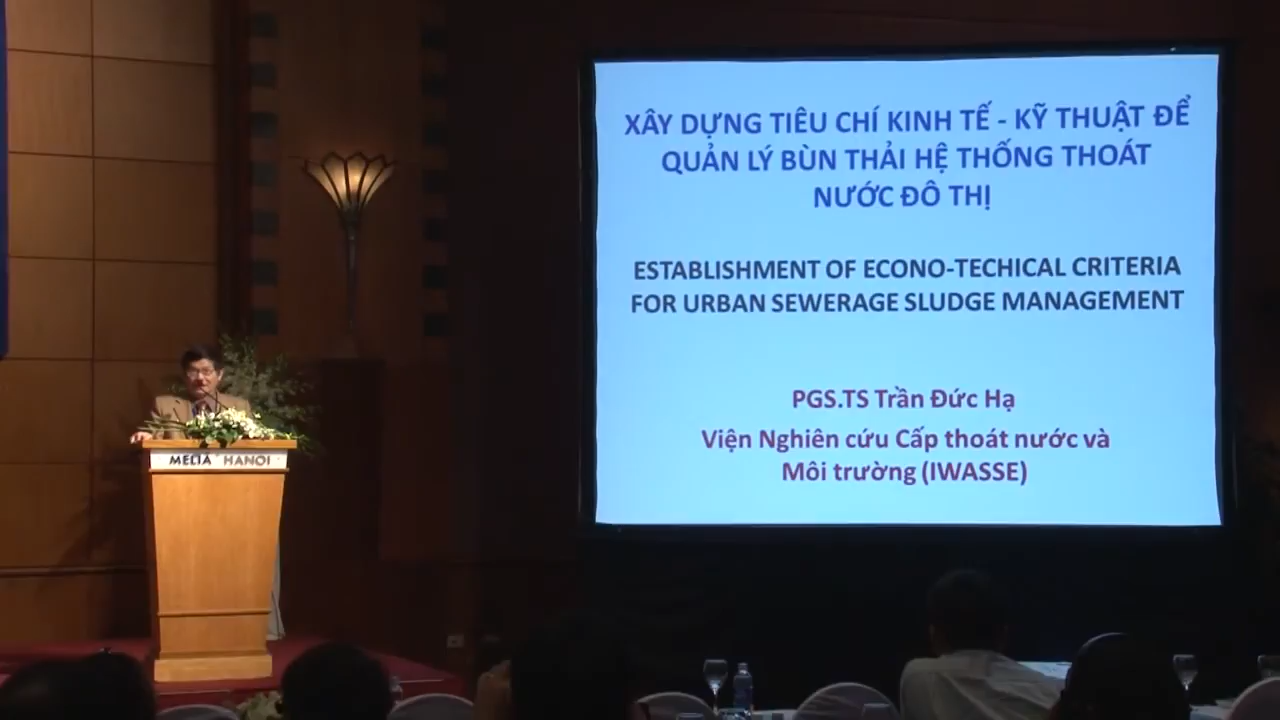 XÂY DỰNG TIÊU CHÍ KINH TẾ - KỸ THUẬT ĐỂ
QUẢN LÝ BÙN THẢI HỆ THỐNG THOÁT
NƯỚC ĐÔ THỊ
ESTABLISHMENT OF ECONO-TECHICAL CRITERIA
FOR URBAN SEWERAGE SLUDGE MANAGEMENT
PGS.TS Trần Đức Hạ
Viện Nghiên cứu Cấp thoát nước và
Môi trường (IWASSE)
MELIÃ HANOI